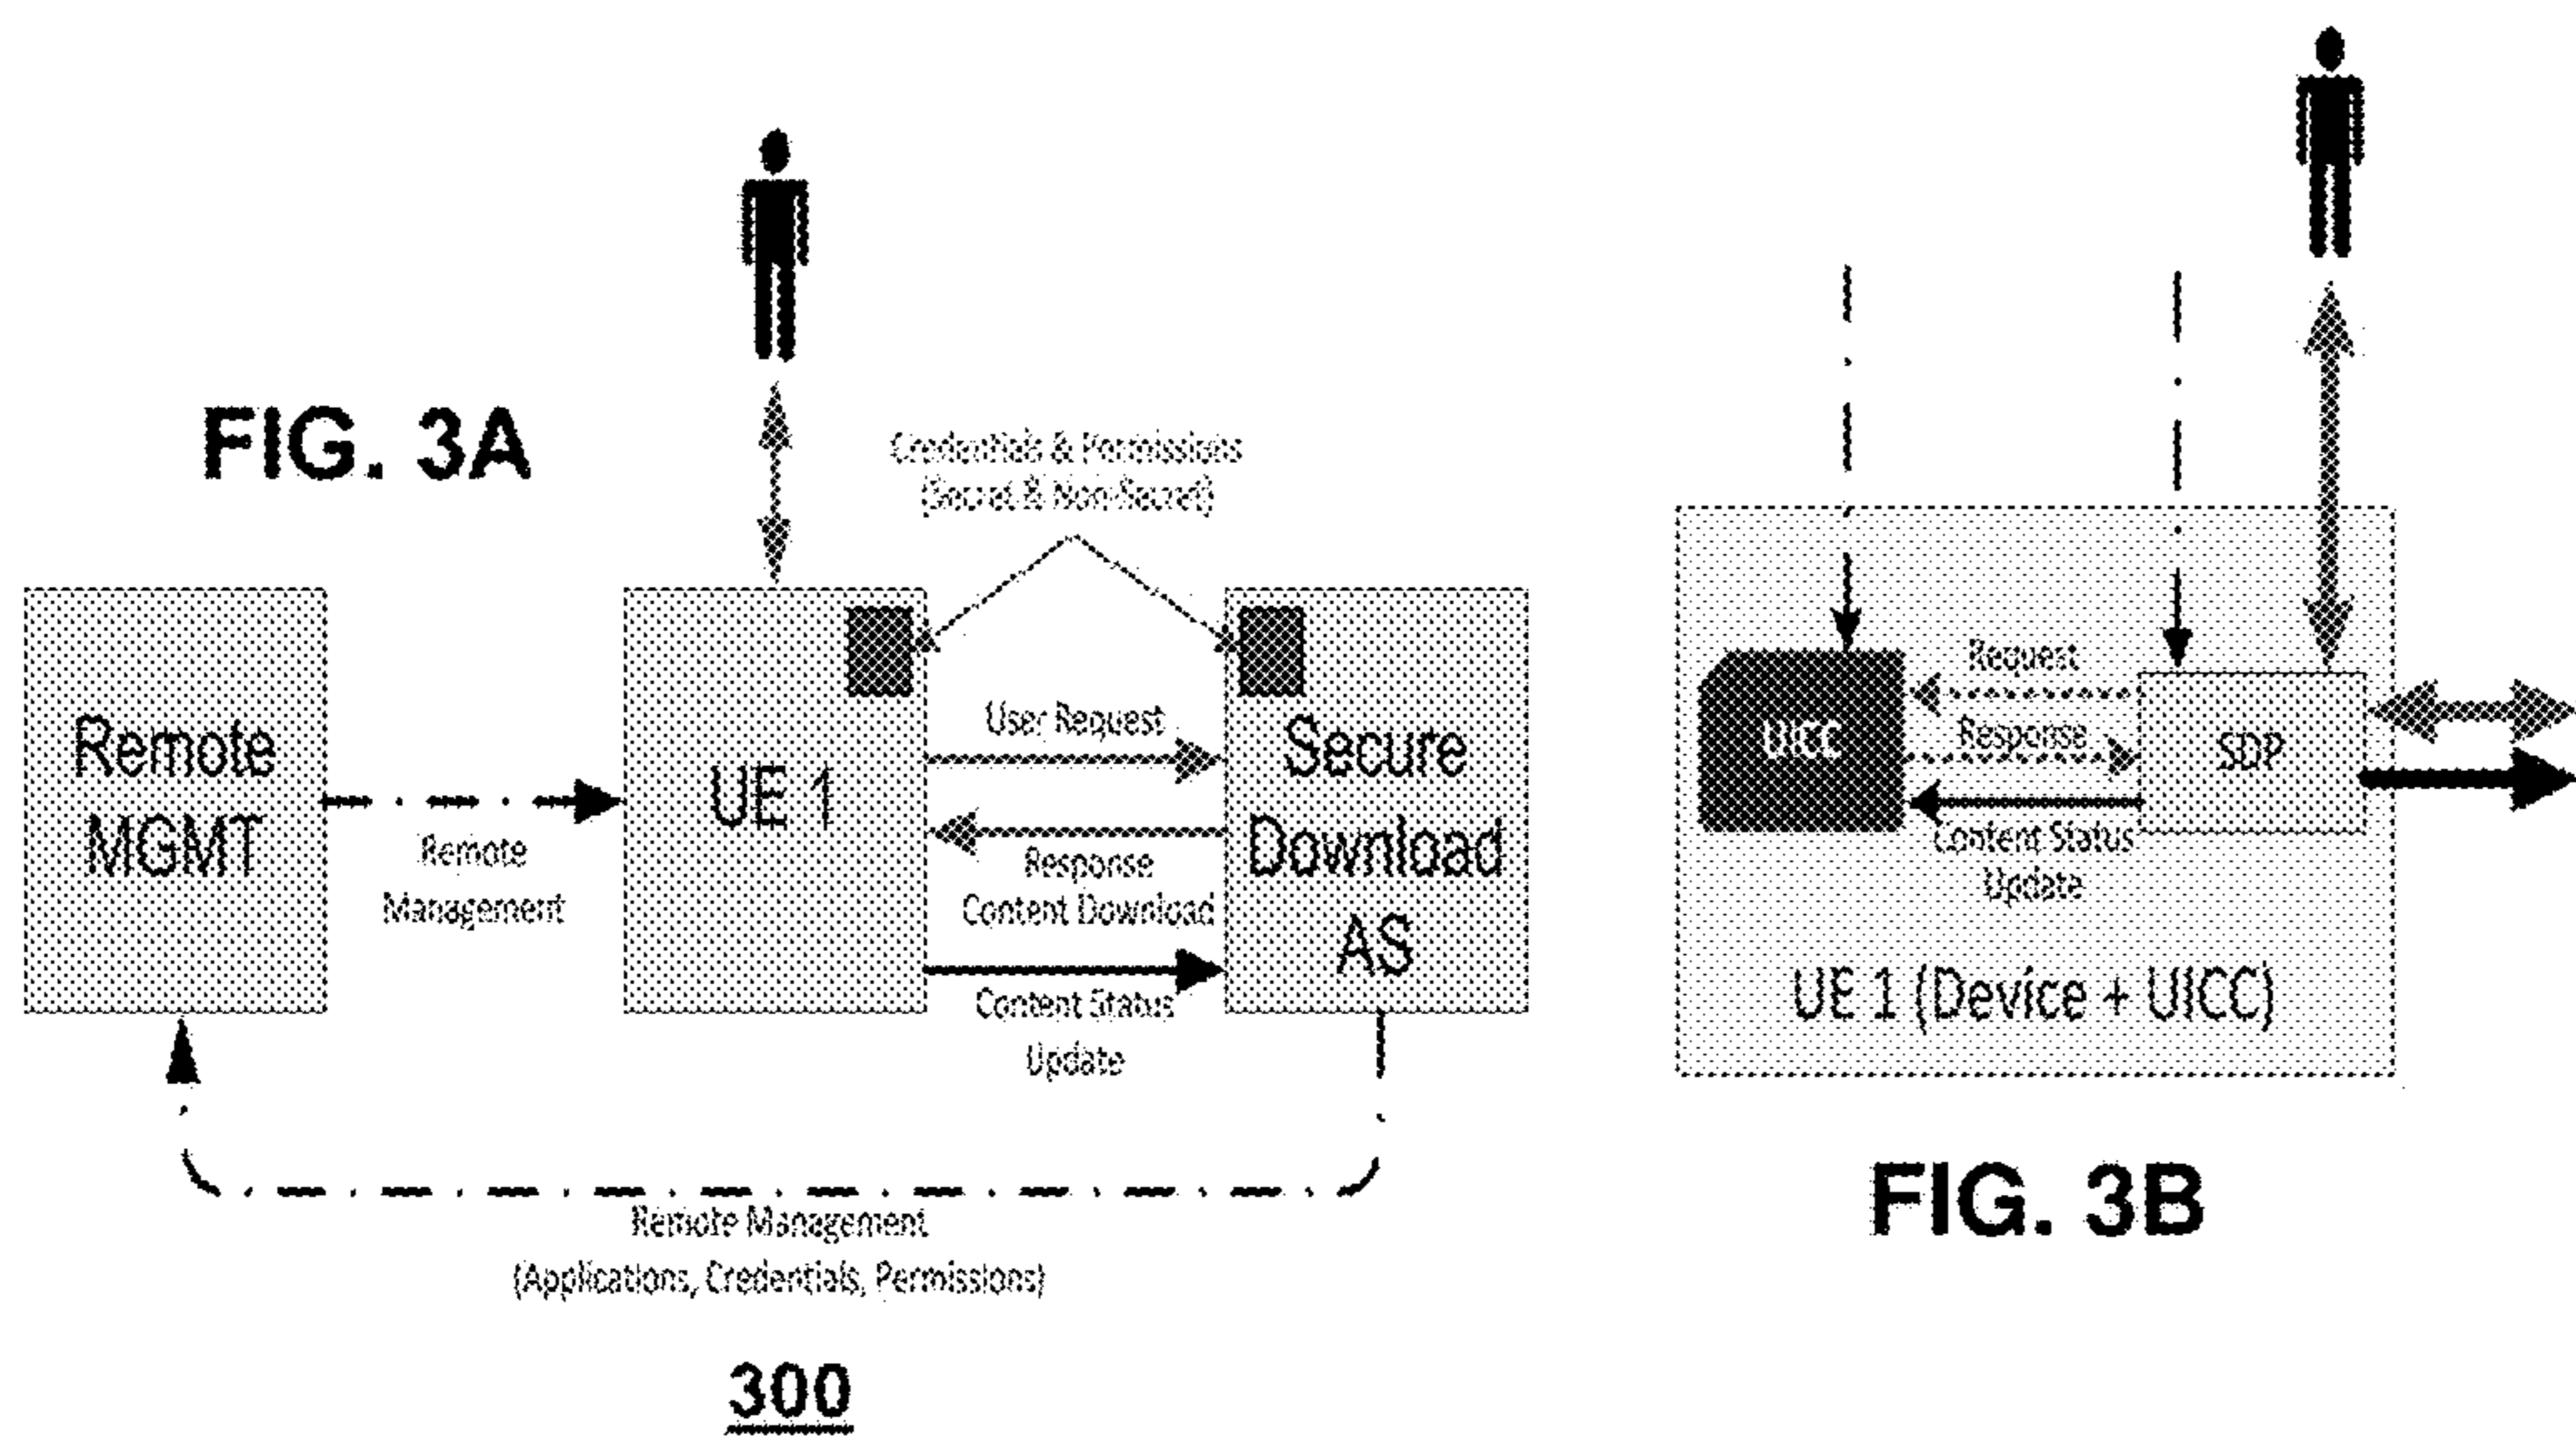 FIG. 3A
Credentials & Permissions
(Secret & Non-Secret)
Remote
MGMT
Remote
Management
UE 1
User Request
Response
Content Download
Content Status
Update
Secure
Download
AS
Remote Management
(Applications, Credentials, Permissions)
300
Request
Response
Content Status
Update
UICC
SDP
UE 1 (Device + UICC)
FIG. 3B